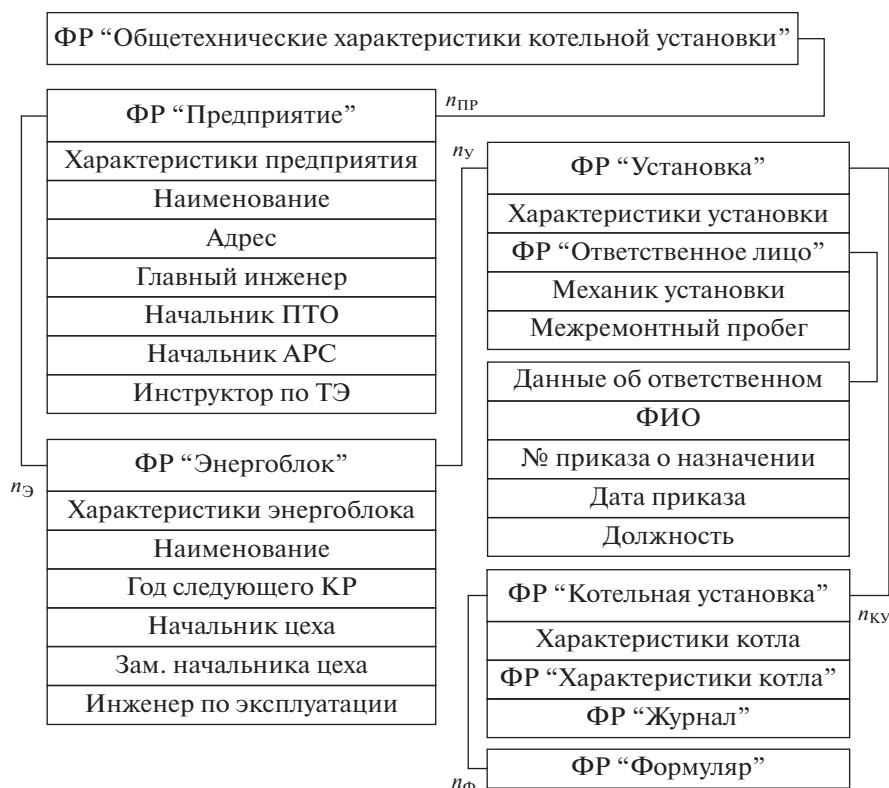 ФР “Общетехнические характеристики котельной установки”
n_ПР
ФР “Предприятие”
Характеристики предприятия
Наименование
Адрес
Главный инженер
Начальник ПТО
Начальник АРС
Инструктор по ТЭ
n_Э
ФР “Энергоблок”
Характеристики энергоблока
Наименование
Год следующего КР
Начальник цеха
Зам. начальника цеха
Инженер по эксплуатации
n_У
ФР “Установка”
Характеристики установки
ФР “Ответственное лицо”
Механик установки
Межремонтный пробег
Данные об ответственном
ФИО
№ приказа о назначении
Дата приказа
Должность
ФР “Котельная установка”
n_КУ
Характеристики котла
ФР “Характеристики котла”
ФР “Журнал”
ФР “Формуляр”
n_Ф